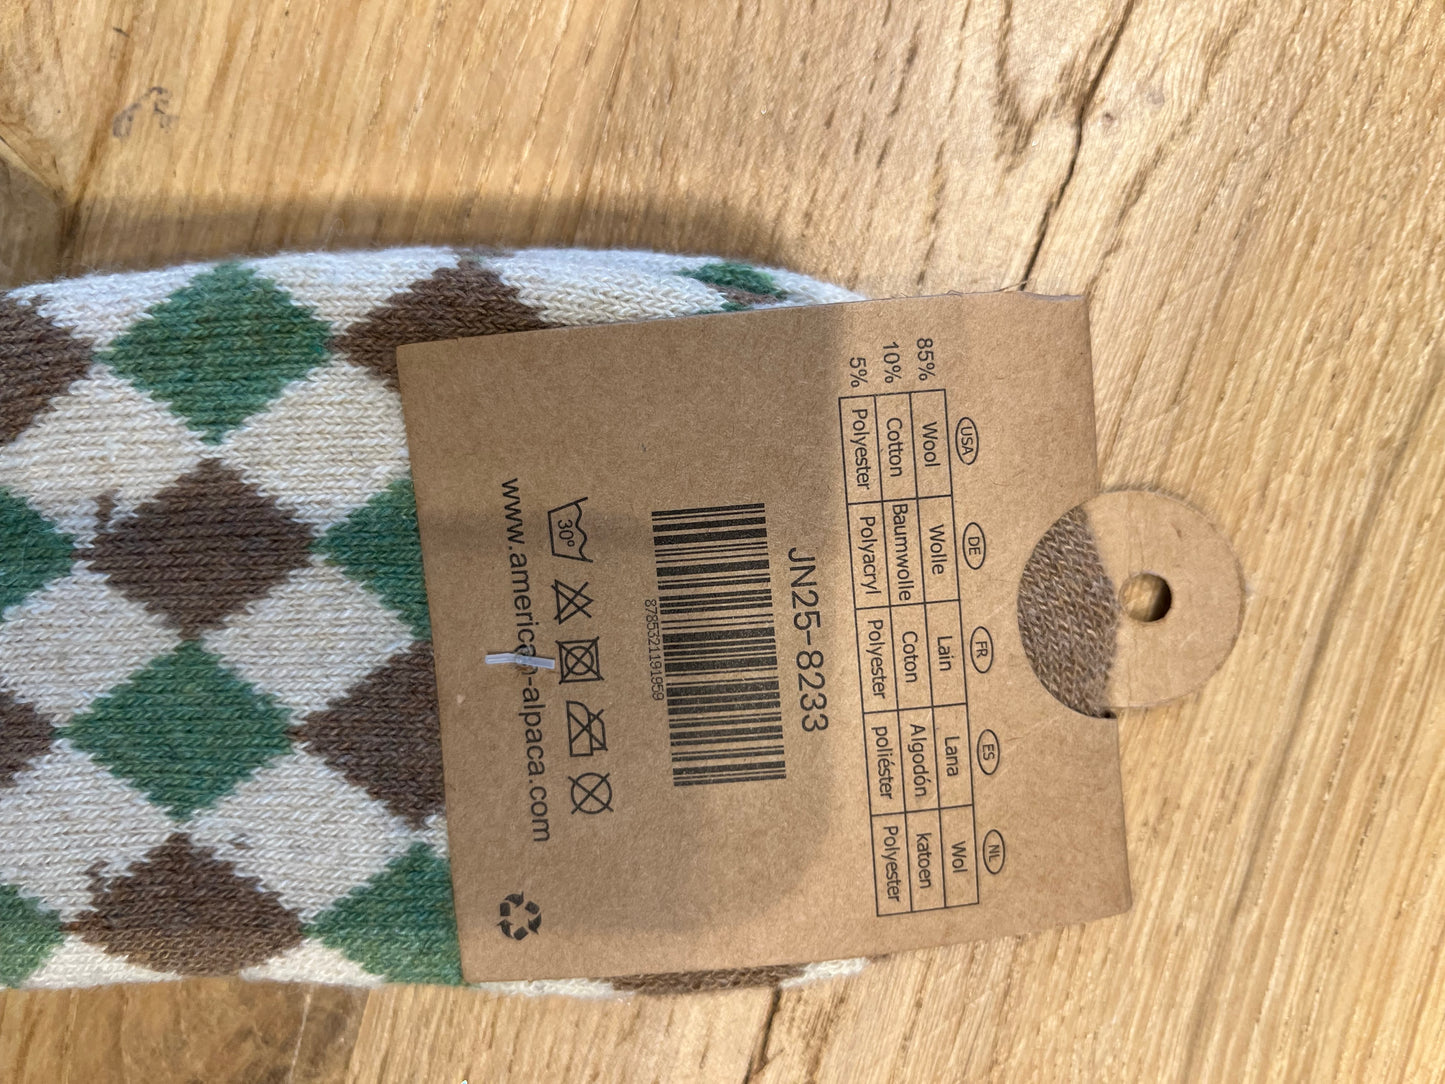 USA DE FR ES NL
85% Wool Wolle Lain Lana Wol
10% Cotton Baumwolle Coton Algodón katoen
5% Polyester Polyacryl Polyester poliéster Polyester
JN25-8233
8785321191959
30°
www.american-alpaca.com